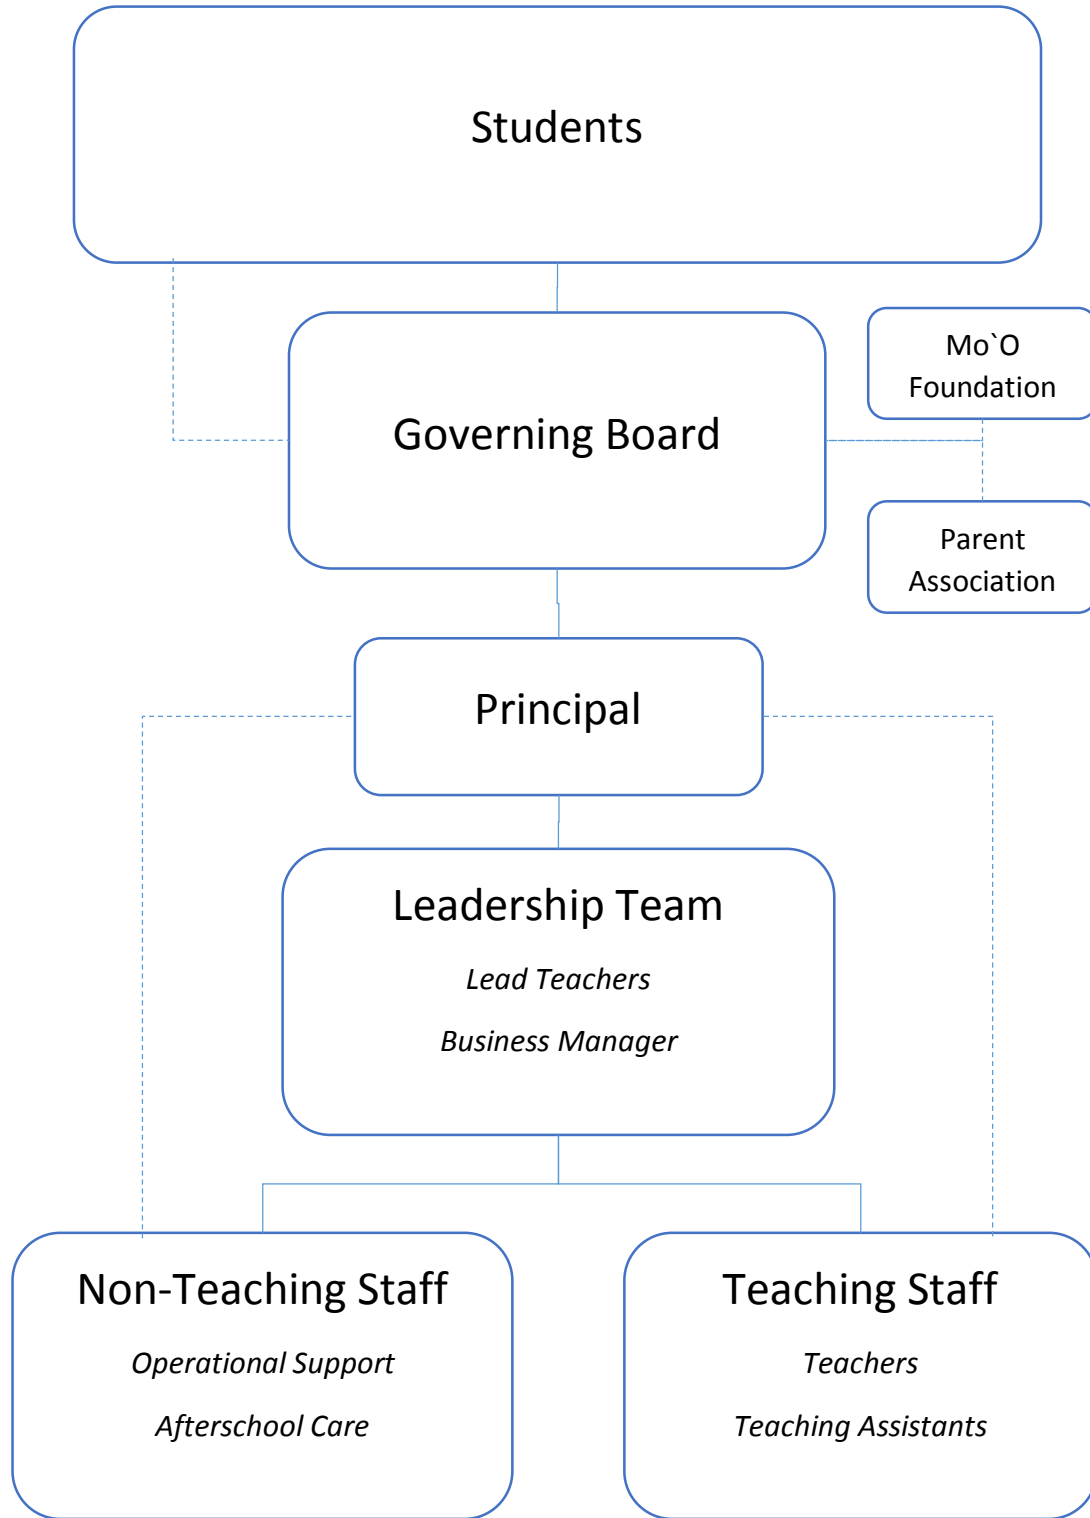 Students
Governing Board
Mo`O
Foundation
Parent
Association
Principal
Leadership Team
Lead Teachers
Business Manager
Non-Teaching Staff
Operational Support
Afterschool Care
Teaching Staff
Teachers
Teaching Assistants